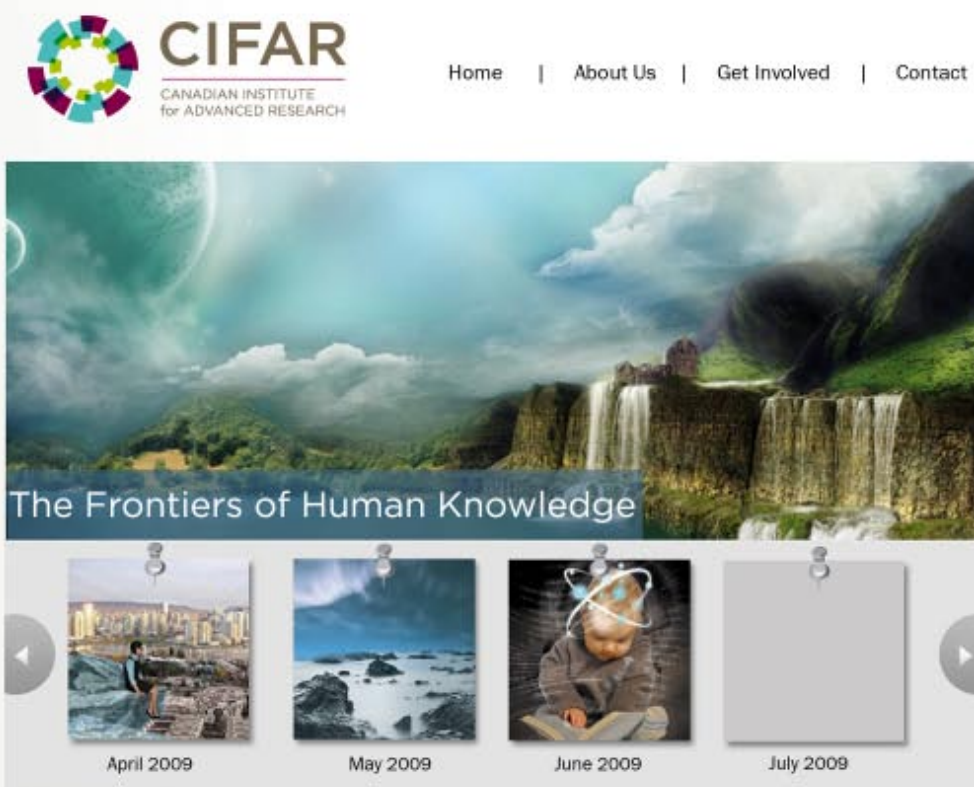 CIFAR
CANADIAN INSTITUTE
for ADVANCED RESEARCH
Home | About Us | Get Involved | Contact
The Frontiers of Human Knowledge
April 2009 May 2009 June 2009 July 2009